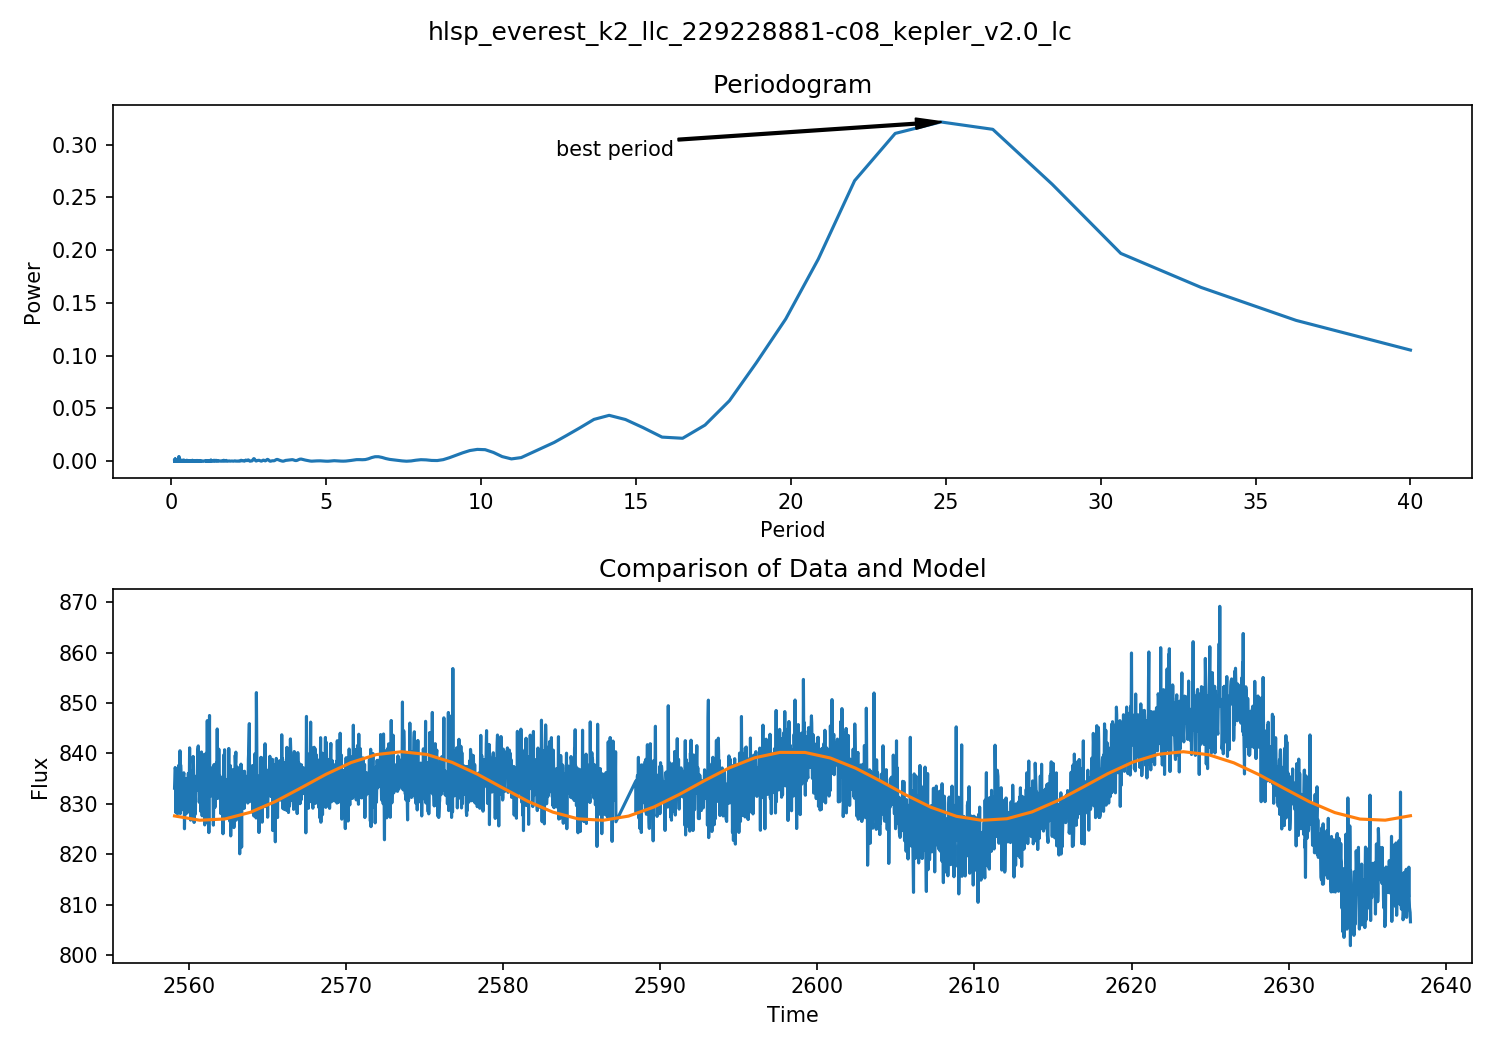 hlsp_everest_k2_llc_229228881-c08_kepler_v2.0_lc
Periodogram
Power
0.30
0.25
0.20
0.15
0.10
0.05
0.00
best period
0 5 10 15 20 25 30 35 40
Period
Comparison of Data and Model
Flux
870
860
850
840
830
820
810
800
2560 2570 2580 2590 2600 2610 2620 2630 2640
Time